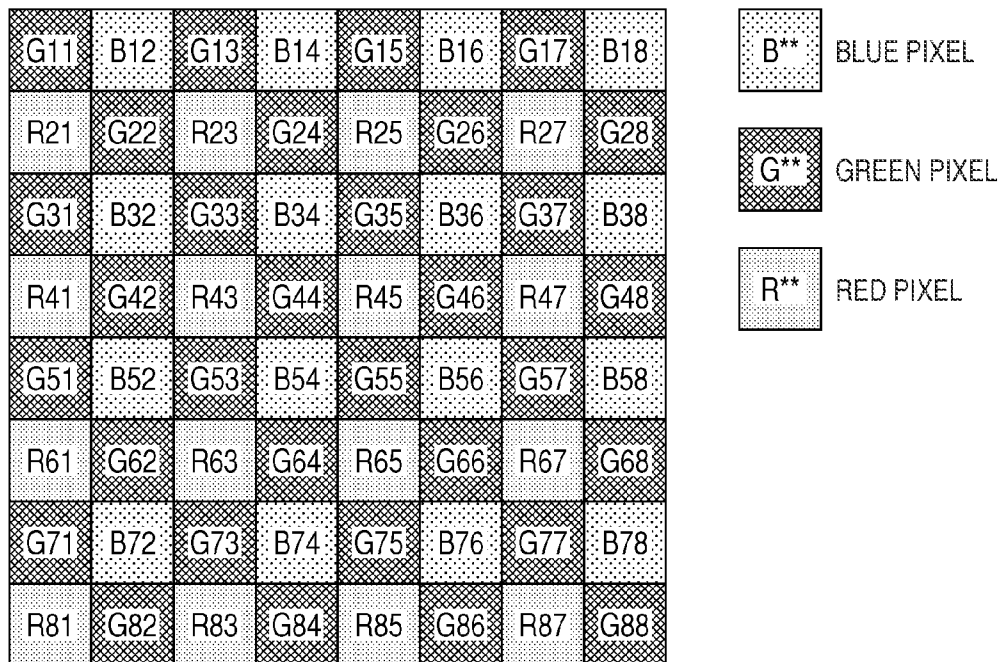 G11 B12 G13 B14 G15 B16 G17 B18
R21 G22 R23 G24 R25 G26 R27 G28
G31 B32 G33 B34 G35 B36 G37 B38
R41 G42 R43 G44 R45 G46 R47 G48
G51 B52 G53 B54 G55 B56 G57 B58
R61 G62 R63 G64 R65 G66 R67 G68
G71 B72 G73 B74 G75 B76 G77 B78
R81 G82 R83 G84 R85 G86 R87 G88
B** BLUE PIXEL
G** GREEN PIXEL
R** RED PIXEL